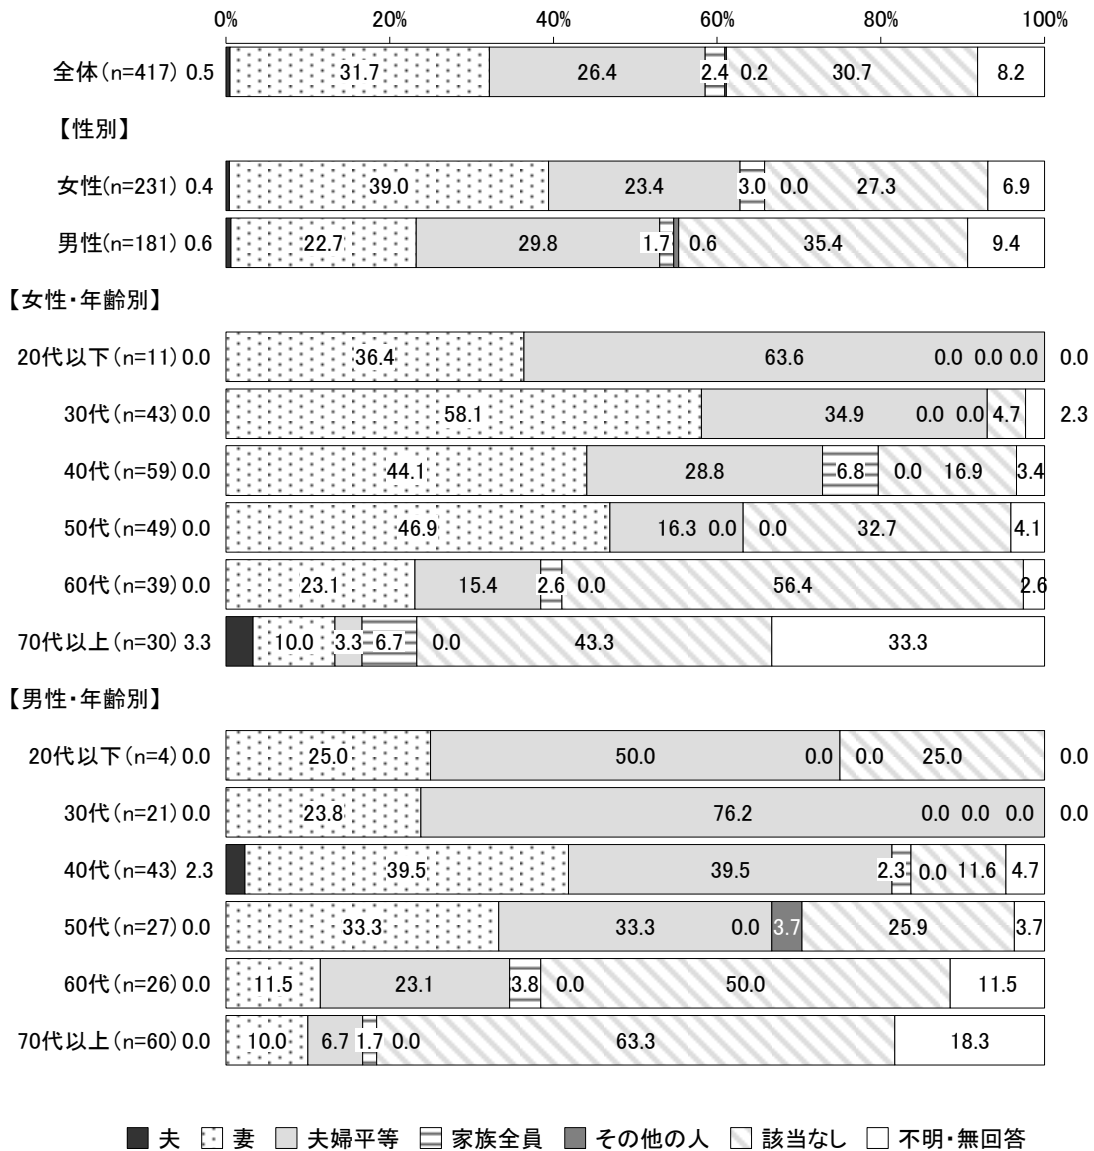 0% 20% 40% 60% 80% 100%
全体(n=417) 0.5 31.7 26.4 2.4 0.2 30.7 8.2
【性別】
女性(n=231) 0.4 39.0 23.4 3.0 0.0 27.3 6.9
男性(n=181) 0.6 22.7 29.8 1.7 0.6 35.4 9.4
【女性・年齢別】
20代以下(n=11) 0.0 36.4 63.6 0.0 0.0 0.0 0.0
30代(n=43) 0.0 58.1 34.9 0.0 0.0 4.7 2.3
40代(n=59) 0.0 44.1 28.8 6.8 0.0 16.9 3.4
50代(n=49) 0.0 46.9 16.3 0.0 0.0 32.7 4.1
60代(n=39) 0.0 23.1 15.4 2.6 0.0 56.4 2.6
70代以上(n=30) 3.3 10.0 3.3 6.7 0.0 43.3 33.3
【男性・年齢別】
20代以下(n=4) 0.0 25.0 50.0 0.0 0.0 25.0 0.0
30代(n=21) 0.0 23.8 76.2 0.0 0.0 0.0 0.0
40代(n=43) 2.3 39.5 39.5 2.3 0.0 11.6 4.7
50代(n=27) 0.0 33.3 33.3 0.0 3.7 25.9 3.7
60代(n=26) 0.0 11.5 23.1 3.8 0.0 50.0 11.5
70代以上(n=60) 0.0 10.0 6.7 1.7 0.0 63.3 18.3
夫 妻 夫婦平等 家族全員 その他の人 該当なし 不明・無回答